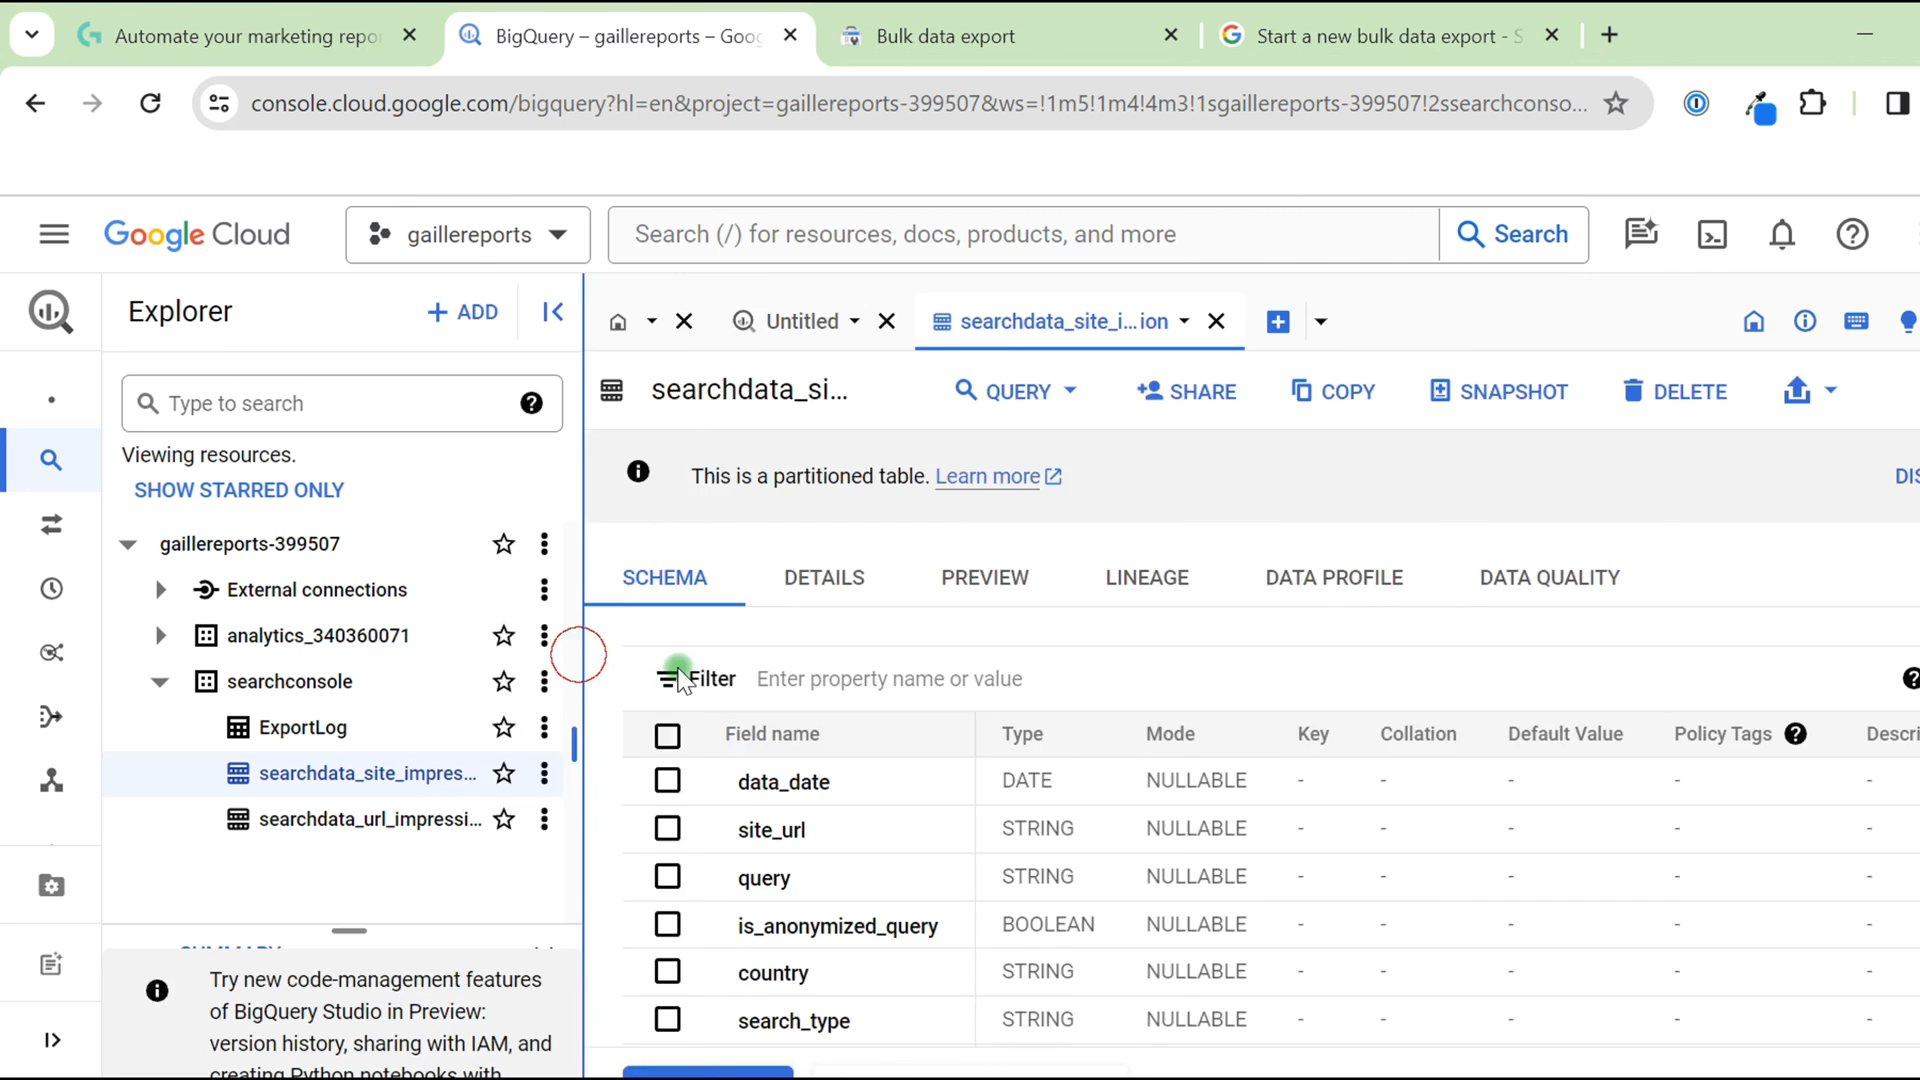 Automate your marketing repo
BigQuery – gaillereports – Goo
Bulk data export
Start a new bulk data export - S
console.cloud.google.com/bigquery?hl=en&project=gaillereports-399507&ws=!1m5!1m4!4m3!1sgaillereports-399507!2ssearchconso...
Google Cloud
gaillereports
Search (/) for resources, docs, products, and more
Search
Explorer
+ ADD
Untitled
searchdata_site_i...ion
Type to search
searchdata_si...
QUERY
SHARE
COPY
SNAPSHOT
DELETE
Viewing resources.
SHOW STARRED ONLY
This is a partitioned table. Learn more
DIS
gaillereports-399507
External connections
analytics_340360071
searchconsole
ExportLog
searchdata_site_impres...
searchdata_url_impressi...
SCHEMA
DETAILS
PREVIEW
LINEAGE
DATA PROFILE
DATA QUALITY
Filter
Enter property name or value
Field name Type Mode Key Collation Default Value Policy Tags Descri
data_date DATE NULLABLE - - - - -
site_url STRING NULLABLE - - - - -
query STRING NULLABLE - - - - -
is_anonymized_query BOOLEAN NULLABLE - - - - -
country STRING NULLABLE - - - - -
search_type STRING NULLABLE - - - - -
SUMMARY
Try new code-management features
of BigQuery Studio in Preview:
version history, sharing with IAM, and
creating Python notebooks with